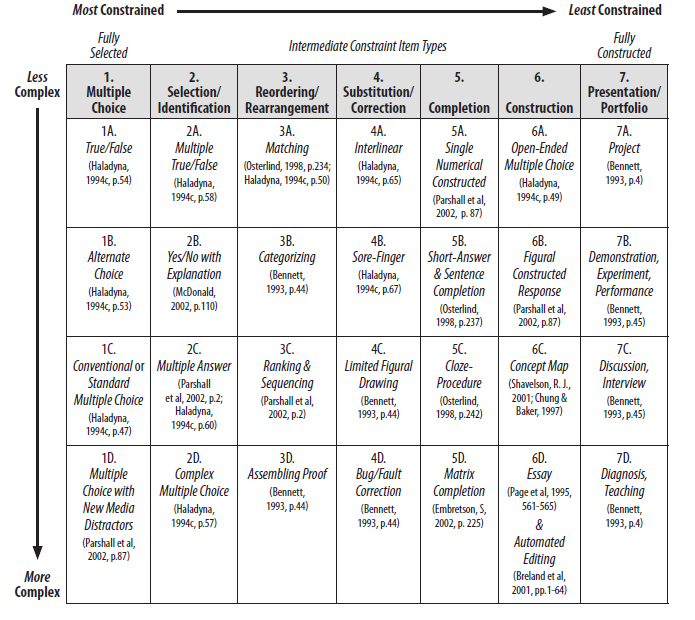 Most Constrained
Least Constrained
Fully
Selected
Intermediate Constraint Item Types
Fully
Constructed
Less
Complex
1.
Multiple
Choice
2.
Selection/
Identification
3.
Reordering/
Rearrangement
4.
Substitution/
Correction
5.
Completion
6.
Construction
7.
Presentation/
Portfolio
1A.
True/False
(Haladyna,
1994c, p.54)
2A.
Multiple
True/False
(Haladyna,
1994c, p.58)
3A.
Matching
(Osterlind, 1998, p.234;
Haladyna, 1994c, p.50)
4A.
Interlinear
(Haladyna,
1994c, p.65)
5A.
Single
Numerical
Constructed
(Parshall et al,
2002, p. 87)
6A.
Open-Ended
Multiple Choice
(Haladyna,
1994c, p.49)
7A.
Project
(Bennett,
1993, p.4)
1B.
Alternate
Choice
(Haladyna,
1994c, p.53)
2B.
Yes/No with
Explanation
(McDonald,
2002, p.110)
3B.
Categorizing
(Bennett,
1993, p.44)
4B.
Sore-Finger
(Haladyna,
1994c, p.67)
5B.
Short-Answer
& Sentence
Completion
(Osterlind,
1998, p.237)
6B.
Figural
Constructed
Response
(Parshall et al,
2002, p.87)
7B.
Demonstration,
Experiment,
Performance
(Bennett,
1993, p.45)
1C.
Conventional or
Standard
Multiple Choice
(Haladyna,
1994c, p.47)
2C.
Multiple Answer
(Parshall
et al, 2002, p.2;
Haladyna,
1994c, p.60)
3C.
Ranking &
Sequencing
(Parshall et al,
2002, p.2)
4C.
Limited Figural
Drawing
(Bennett,
1993, p.44)
5C.
Cloze-
Procedure
(Osterlind,
1998, p.242)
6C.
Concept Map
(Shavelson, R. J.,
2001; Chung &
Baker, 1997)
7C.
Discussion,
Interview
(Bennett,
1993, p.45)
1D.
Multiple
Choice with
New Media
Distractors
(Parshall et al,
2002, p.87)
2D.
Complex
Multiple Choice
(Haladyna,
1994c, p.57)
3D.
Assembling Proof
(Bennett,
1993, p.44)
4D.
Bug/Fault
Correction
(Bennett,
1993, p.44)
5D.
Matrix
Completion
(Embretson, S,
2002, p. 225)
6D.
Essay
(Page et al, 1995,
561-565)
&
Automated
Editing
(Breland et al,
2001, pp.1-64)
7D.
Diagnosis,
Teaching
(Bennett,
1993, p.4)
More
Complex